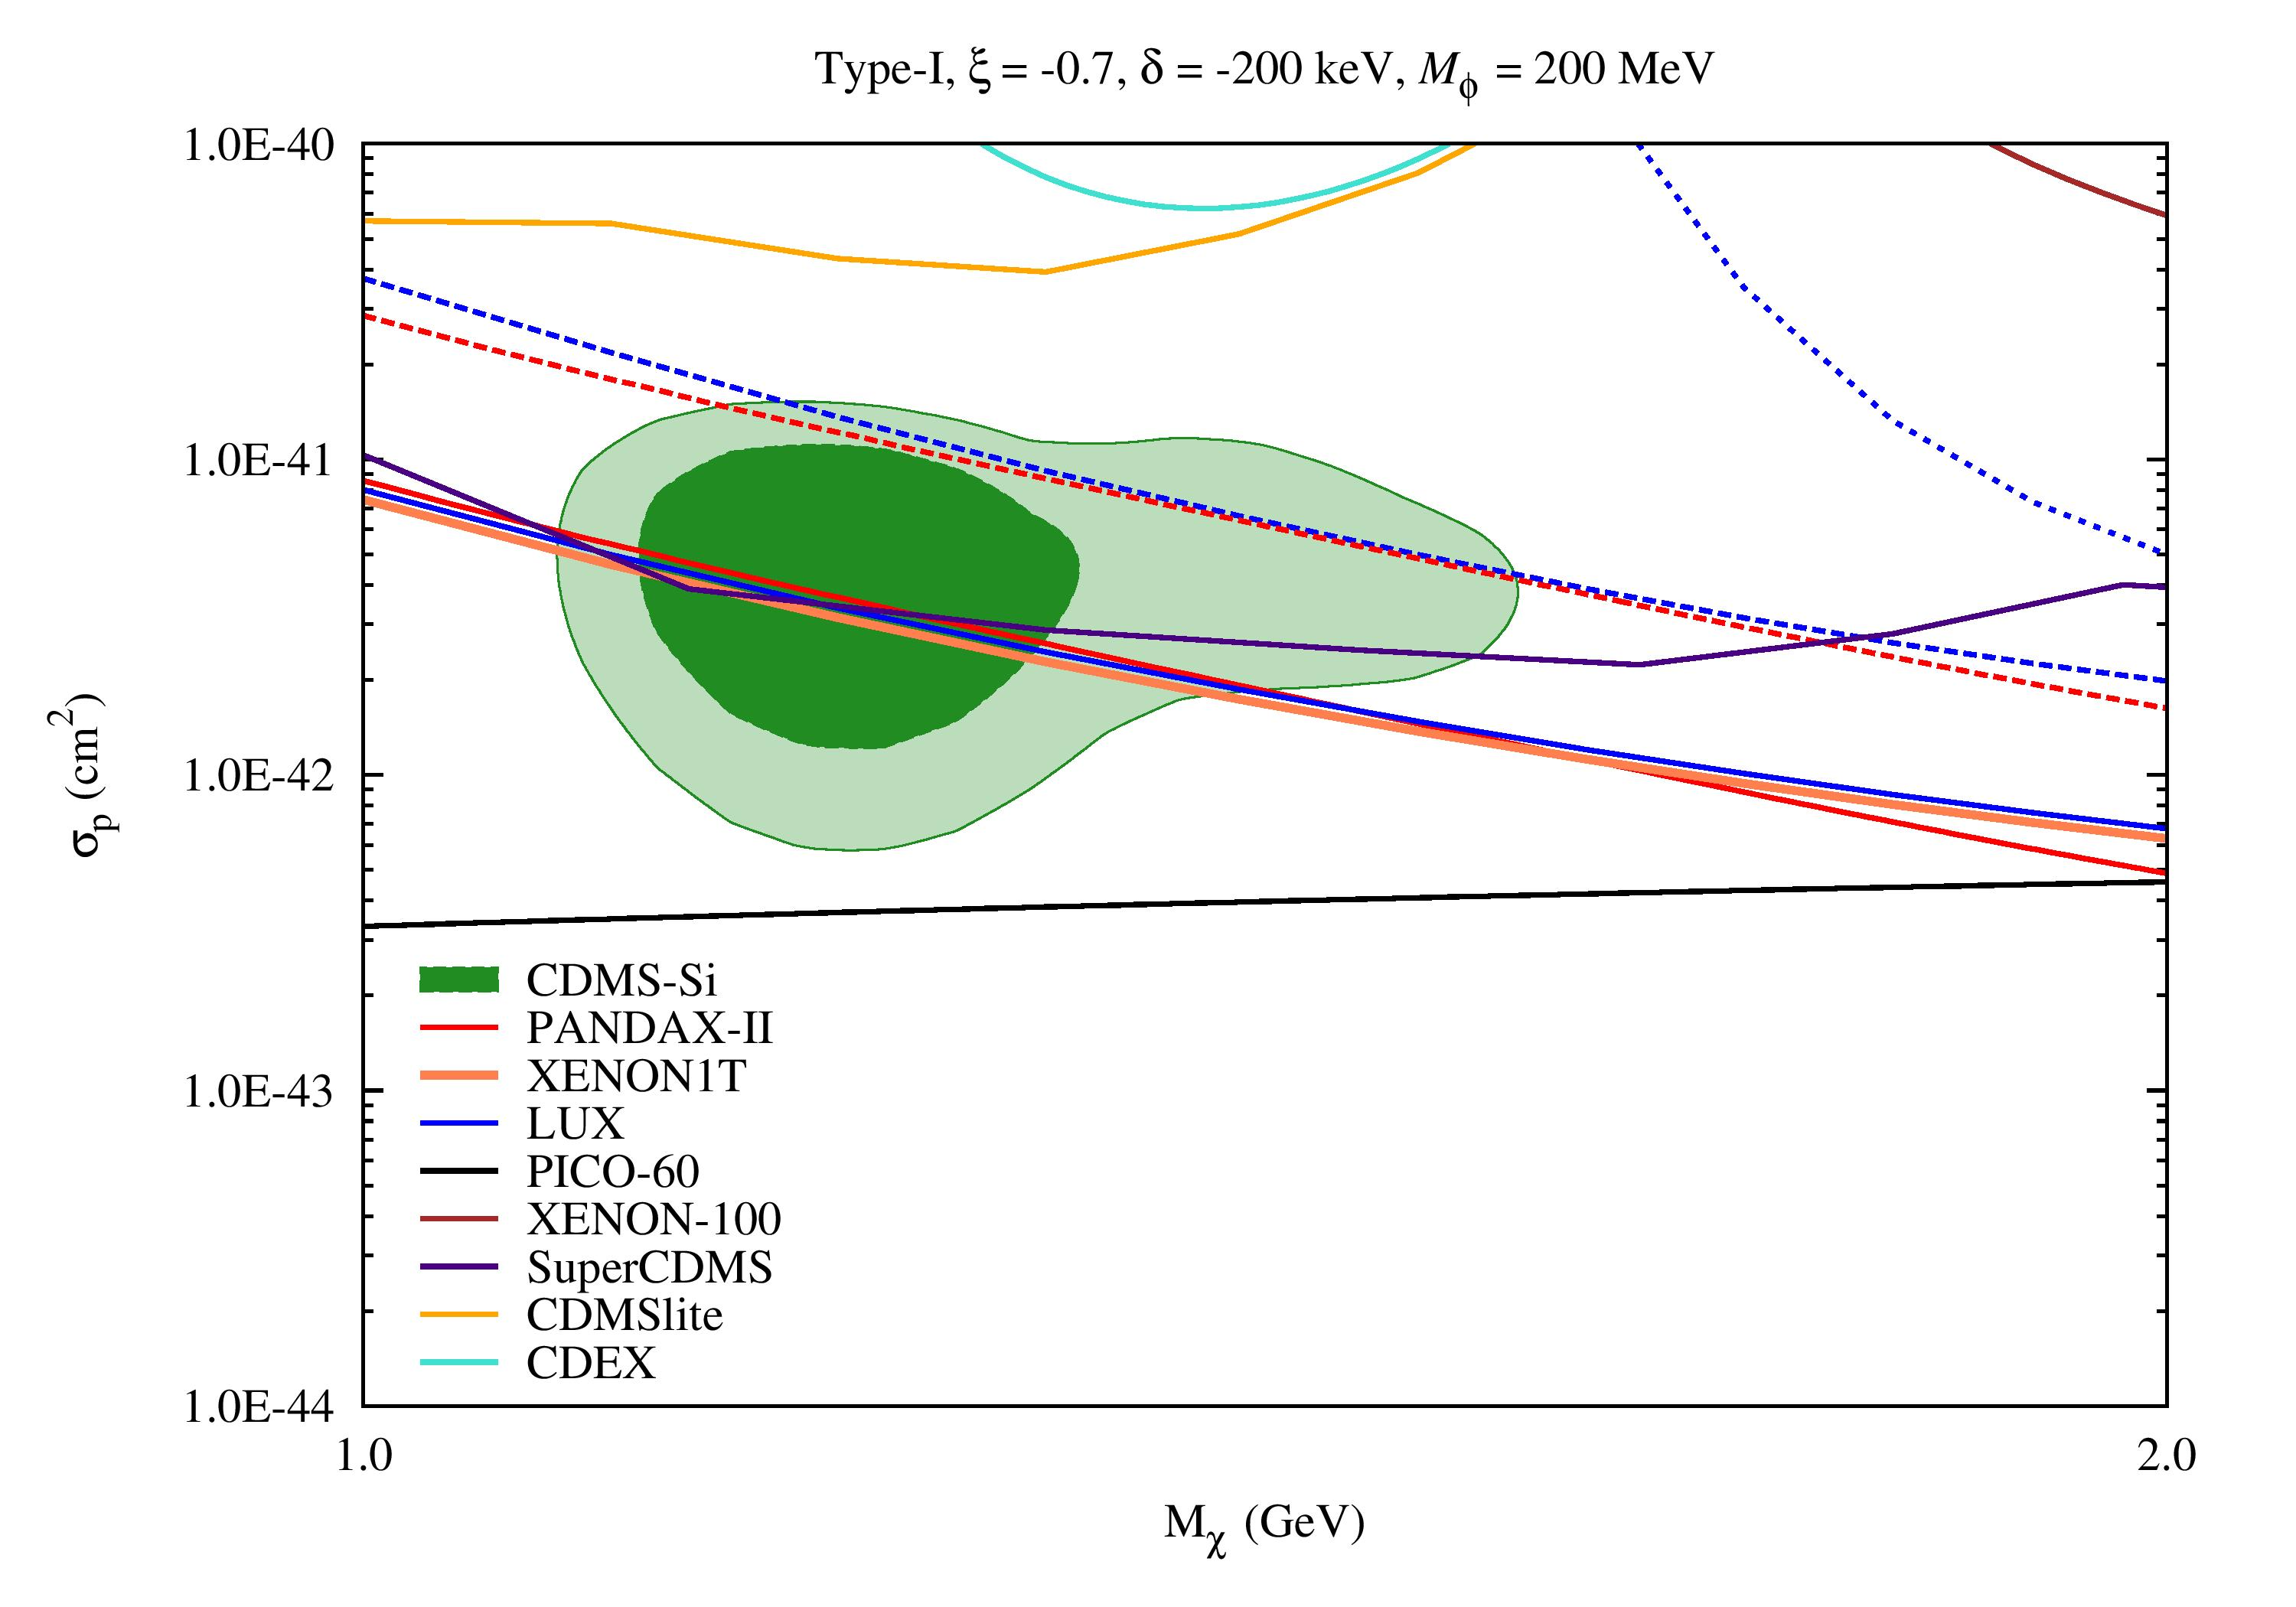 Type-I, ξ = -0.7, δ = -200 keV, Mϕ = 200 MeV
1.0E-40
1.0E-41
1.0E-42
1.0E-43
1.0E-44
σp (cm2)
CDMS-Si
PANDAX-II
XENON1T
LUX
PICO-60
XENON-100
SuperCDMS
CDMSlite
CDEX
1.0
2.0
Mχ (GeV)